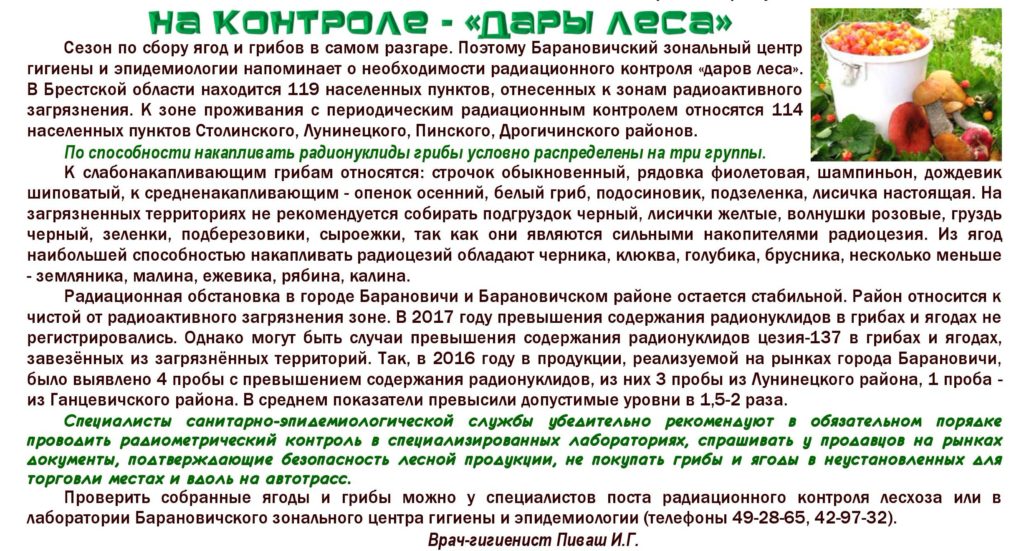 на контроле - «Дары леса»
Сезон по сбору ягод и грибов в самом разгаре. Поэтому Барановичский зональный центр
гигиены и эпидемиологии напоминает о необходимости радиационного контроля «даров леса».
В Брестской области находится 119 населенных пунктов, отнесенных к зонам радиоактивного
загрязнения. К зоне проживания с периодическим радиационным контролем относятся 114
населенных пунктов Столинского, Лунинецкого, Пинского, Дрогичинского районов.
По способности накапливать радионуклиды грибы условно распределены на три группы.
К слабонакапливающим грибам относятся: строчок обыкновенный, рядовка фиолетовая, шампиньон, дождевик
шиповатый, к средненакапливающим - опенок осенний, белый гриб, подосиновик, подзеленка, лисичка настоящая. На
загрязненных территориях не рекомендуется собирать подгруздок черный, лисички желтые, волнушки розовые, груздь
черный, зеленки, подберезовики, сыроежки, так как они являются сильными накопителями радиоцезия. Из ягод
наибольшей способностью накапливать радиоцезий обладают черника, клюква, голубика, брусника, несколько меньше
- земляника, малина, ежевика, рябина, калина.
Радиационная обстановка в городе Барановичи и Барановичском районе остается стабильной. Район относится к
чистой от радиоактивного загрязнения зоне. В 2017 году превышения содержания радионуклидов в грибах и ягодах не
регистрировались. Однако могут быть случаи превышения содержания радионуклидов цезия-137 в грибах и ягодах,
завезённых из загрязнённых территорий. Так, в 2016 году в продукции, реализуемой на рынках города Барановичи,
было выявлено 4 пробы с превышением содержания радионуклидов, из них 3 пробы из Лунинецкого района, 1 проба -
из Ганцевичского района. В среднем показатели превысили допустимые уровни в 1,5-2 раза.
Специалисты санитарно-эпидемиологической службы убедительно рекомендуют в обязательном порядке
проводить радиометрический контроль в специализированных лабораториях, спрашивать у продавцов на рынках
документы, подтверждающие безопасность лесной продукции, не покупать грибы и ягоды в неустановленных для
торговли местах и вдоль на автотрасс.
Проверить собранные ягоды и грибы можно у специалистов поста радиационного контроля лесхоза или в
лаборатории Барановичского зонального центра гигиены и эпидемиологии (телефоны 49-28-65, 42-97-32).
Врач-гигиенист Пиваш И.Г.